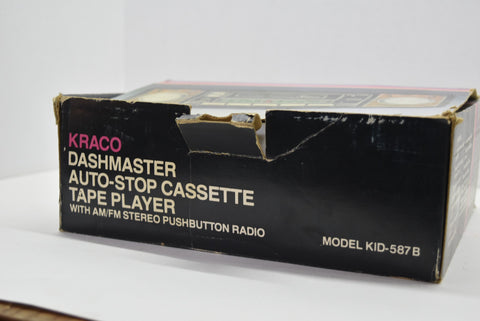 KRACO
DASHMASTER
AUTO-STOP CASSETTE
TAPE PLAYER
WITH AM/FM STEREO PUSHBUTTON RADIO
MODEL KID-587B